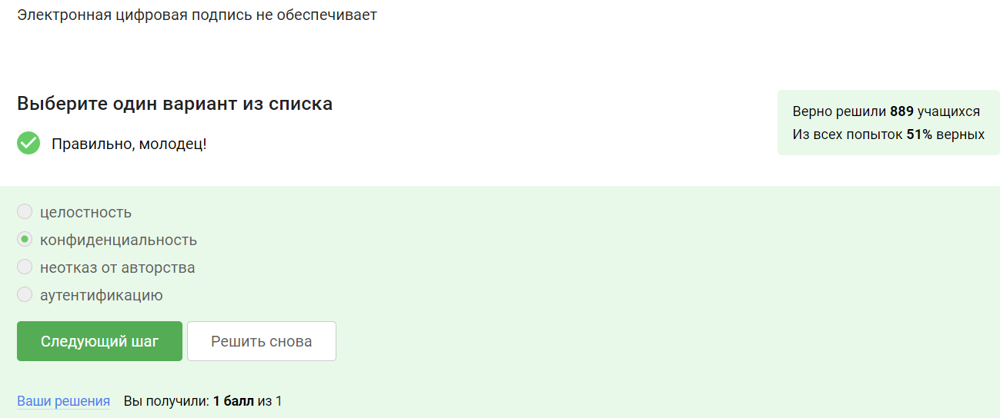 Электронная цифровая подпись не обеспечивает
Выберите один вариант из списка
Верно решили 889 учащихся
Из всех попыток 51% верных
Правильно, молодец!
целостность
конфиденциальность
неотказ от авторства
аутентификацию
Следующий шаг
Решить снова
Ваши решения Вы получили: 1 балл из 1